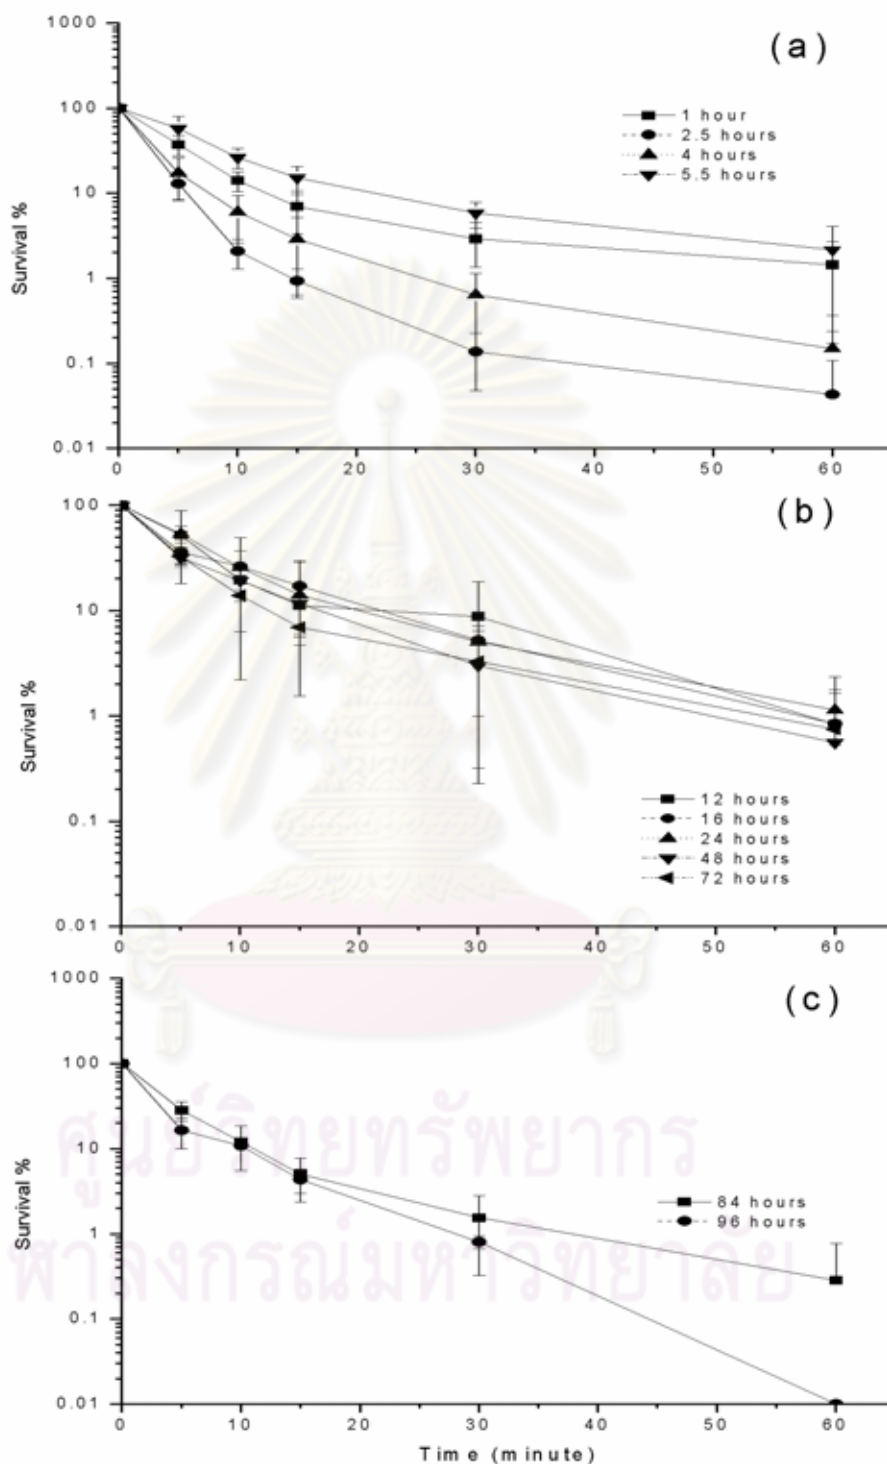 (a)
1000
100
10
1
0.1
0.01
Survival %
1 hour
2.5 hours
4 hours
5.5 hours
0 10 20 30 40 50 60
(b)
100
10
1
0.1
0.01
Survival %
12 hours
16 hours
24 hours
48 hours
72 hours
0 10 20 30 40 50 60
(c)
1000
100
10
1
0.1
0.01
Survival %
84 hours
96 hours
0 10 20 30 40 50 60
Time (minute)
ศูนย์วิทยทรัพยากร
จุฬาลงกรณ์มหาวิทยาลัย